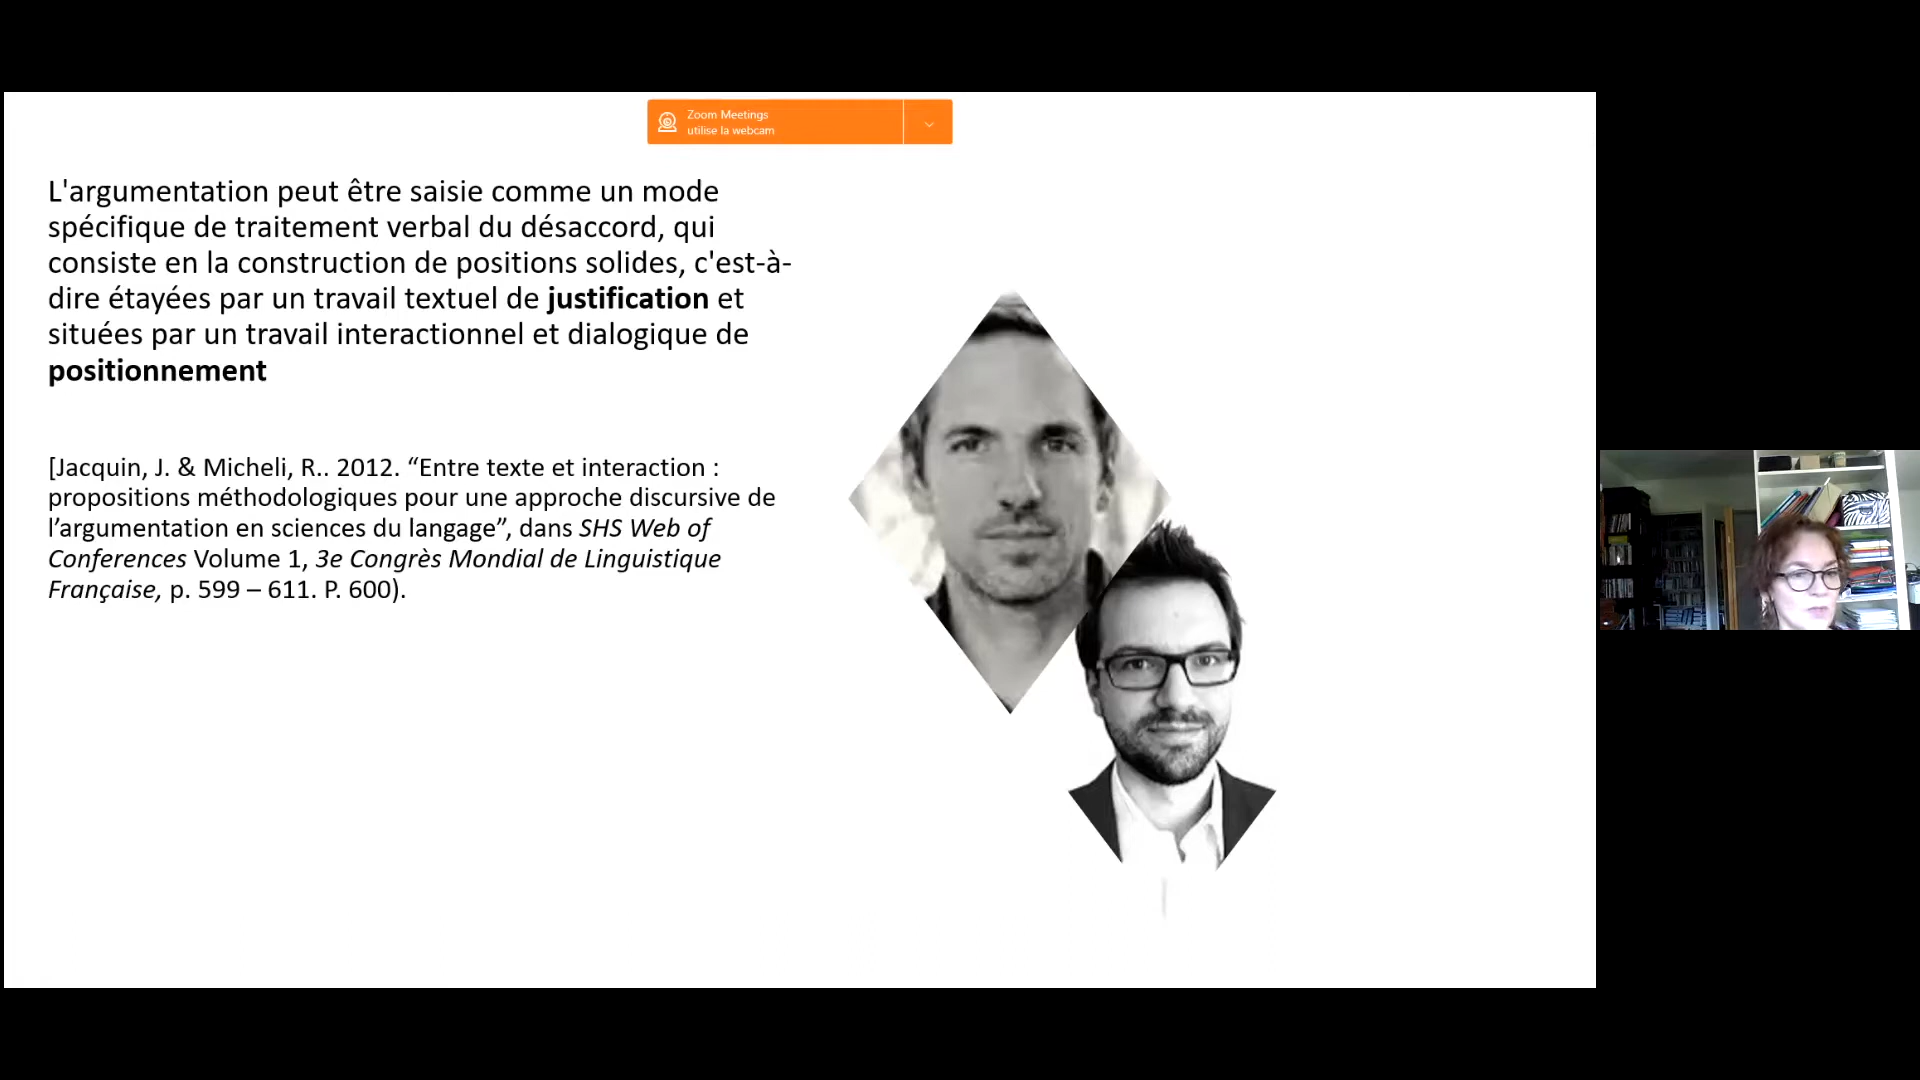 Zoom Meetings
utilise la webcam
L'argumentation peut être saisie comme un mode
spécifique de traitement verbal du désaccord, qui
consiste en la construction de positions solides, c'est-à-
dire étayées par un travail textuel de justification et
situées par un travail interactionnel et dialogique de
positionnement
[Jacquin, J. & Micheli, R.. 2012. “Entre texte et interaction :
propositions méthodologiques pour une approche discursive de
l’argumentation en sciences du langage”, dans SHS Web of
Conferences Volume 1, 3e Congrès Mondial de Linguistique
Française, p. 599 – 611. P. 600).